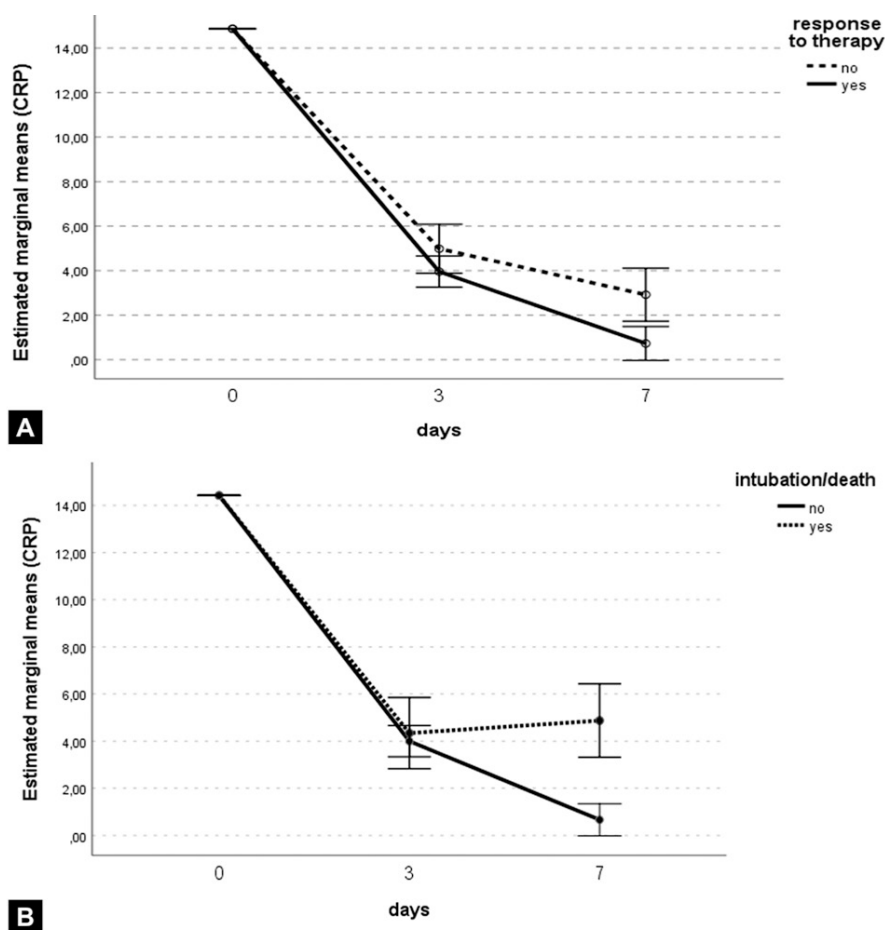 response
to therapy
no
yes
Estimated marginal means (CRP)
14,00
12,00
10,00
8,00
6,00
4,00
2,00
,00
0
3
7
days
A
intubation/death
no
yes
Estimated marginal means (CRP)
14,00
12,00
10,00
8,00
6,00
4,00
2,00
,00
0
3
7
days
B